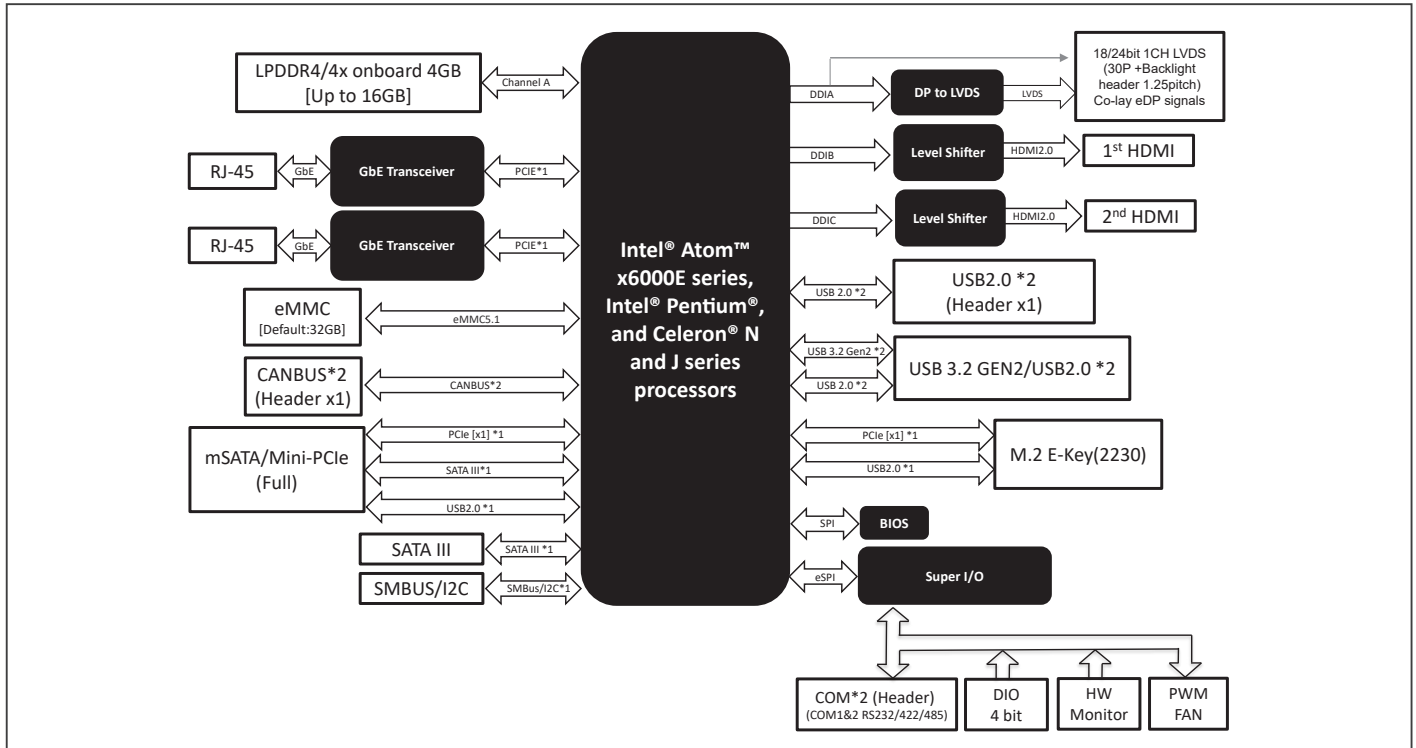 LPDDR4/4x onboard 4GB
[Up to 16GB]
Channel A
RJ-45
GbE
GbE Transceiver
PCIE*1
RJ-45
GbE
GbE Transceiver
PCIE*1
eMMC
[Default:32GB]
eMMC5.1
CANBUS*2
(Header x1)
CANBUS*2
mSATA/Mini-PCIe
(Full)
PCIe [x1] *1
SATA III*1
USB2.0 *1
SATA III
SATA III *1
SMBUS/I2C
SMBus/I2C*1
Intel® Atom™
x6000E series,
Intel® Pentium®,
and Celeron® N
and J series
processors
DDIA
DP to LVDS
LVDS
18/24bit 1CH LVDS
(30P +Backlight
header 1.25pitch)
Co-lay eDP signals
DDIB
Level Shifter
HDMI2.0
1st HDMI
DDIC
Level Shifter
HDMI2.0
2nd HDMI
USB 2.0 *2
USB2.0 *2
(Header x1)
USB 3.2 Gen2 *2
USB 2.0 *2
USB 3.2 GEN2/USB2.0 *2
PCIe [x1] *1
USB2.0 *1
M.2 E-Key(2230)
SPI
BIOS
eSPI
Super I/O
COM*2 (Header)
(COM1&2 RS232/422/485)
DIO
4 bit
HW
Monitor
PWM
FAN